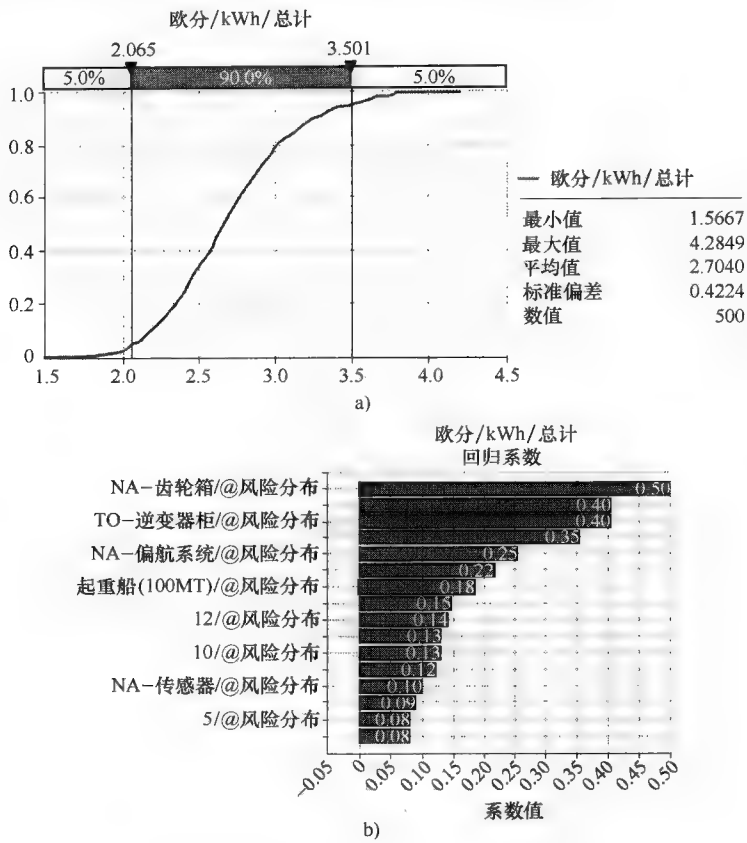 欧分/kWh/总计
2.065 3.501
5.0% 90.0% 5.0%
1.0
0.8
0.6
0.4
0.2
0
1.5 2.0 2.5 3.0 3.5 4.0 4.5
欧分/kWh/总计
最小值 1.5667
最大值 4.2849
平均值 2.7040
标准偏差 0.4224
数值 500
a)
欧分/kWh/总计
回归系数
NA-齿轮箱/@风险分布 0.50
0.40
TO-逆变器柜/@风险分布 0.40
0.35
NA-偏航系统/@风险分布 0.25
0.22
起重船(100MT)/@风险分布 0.18
0.15
12/@风险分布 0.14
0.13
10/@风险分布 0.13
0.12
NA-传感器/@风险分布 0.10
0.09
5/@风险分布 0.08
0.08
-0.05 0 0.05 0.10 0.15 0.20 0.25 0.30 0.35 0.40 0.45 0.50
系数值
b)